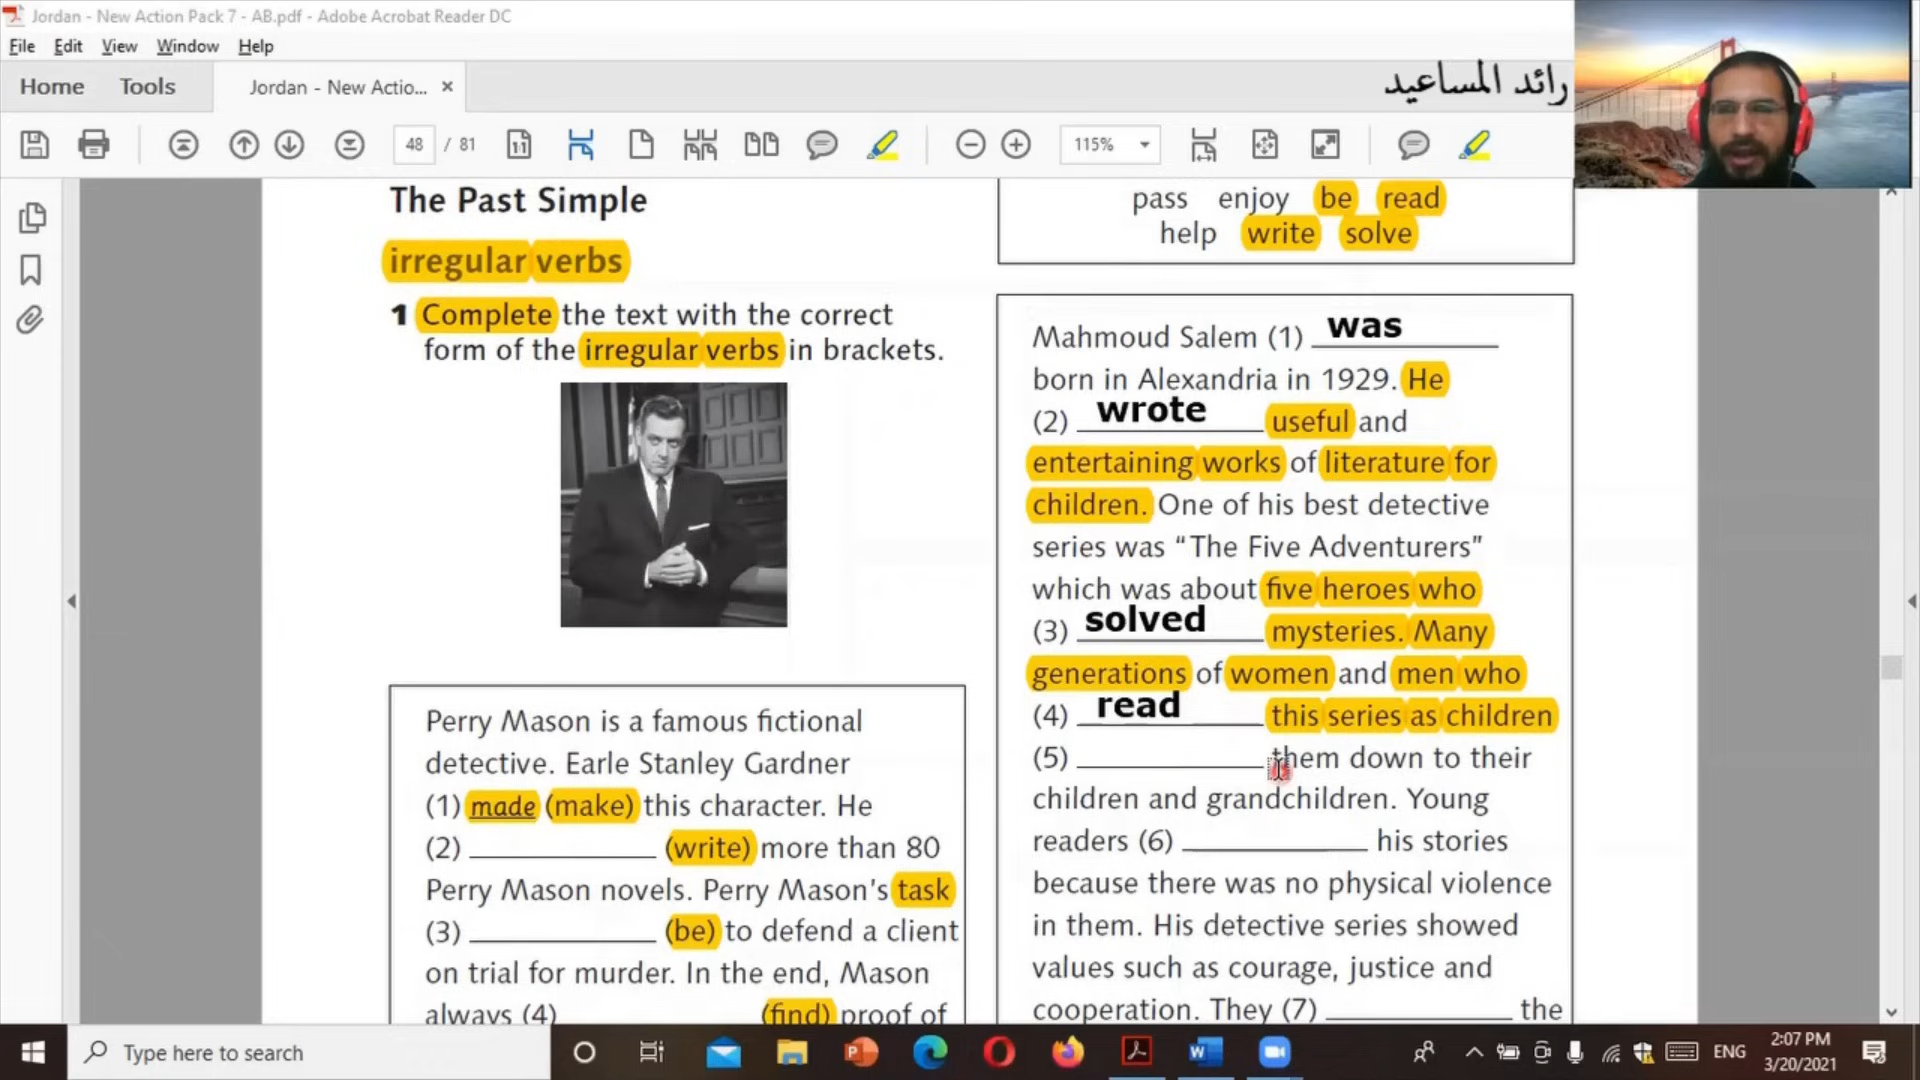 Jordan - New Action Pack 7 - AB.pdf - Adobe Acrobat Reader DC
File Edit View Window Help
Home Tools Jordan - New Actio... ×
رائد المساعيد
48 / 81 115%
The Past Simple
irregular verbs
1 Complete the text with the correct
form of the irregular verbs in brackets.
Perry Mason is a famous fictional
detective. Earle Stanley Gardner
(1) made (make) this character. He
(2) ____________ (write) more than 80
Perry Mason novels. Perry Mason's task
(3) ____________ (be) to defend a client
on trial for murder. In the end, Mason
always (4) ____________ (find) proof of
pass enjoy be read
help write solve
Mahmoud Salem (1) was
born in Alexandria in 1929. He
(2) wrote useful and
entertaining works of literature for
children. One of his best detective
series was “The Five Adventurers”
which was about five heroes who
(3) solved mysteries. Many
generations of women and men who
(4) read this series as children
(5) ____________ them down to their
children and grandchildren. Young
readers (6) ____________ his stories
because there was no physical violence
in them. His detective series showed
values such as courage, justice and
cooperation. They (7) ____________ the
Type here to search
ENG
2:07 PM
3/20/2021